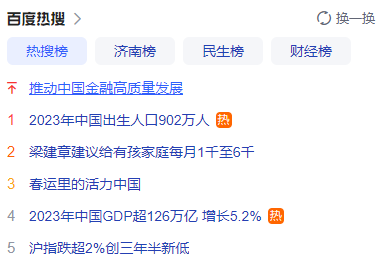 百度热搜
换一换
热搜榜
济南榜
民生榜
财经榜
推动中国金融高质量发展
1 2023年中国出生人口902万人 热
2 梁建章建议给有孩家庭每月1千至6千
3 春运里的活力中国
4 2023年中国GDP超126万亿 增长5.2% 热
5 沪指跌超2%创三年半新低